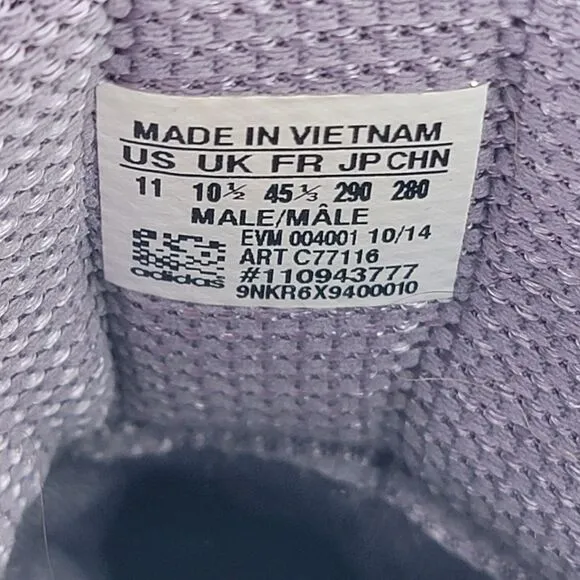 MADE IN VIETNAM
US UK FR JP CHN
11 10½ 45⅓ 290 280
MALE/MÂLE
EVM 004001 10/14
ART C77116
#110943777
adidas 9NKR6X9400010